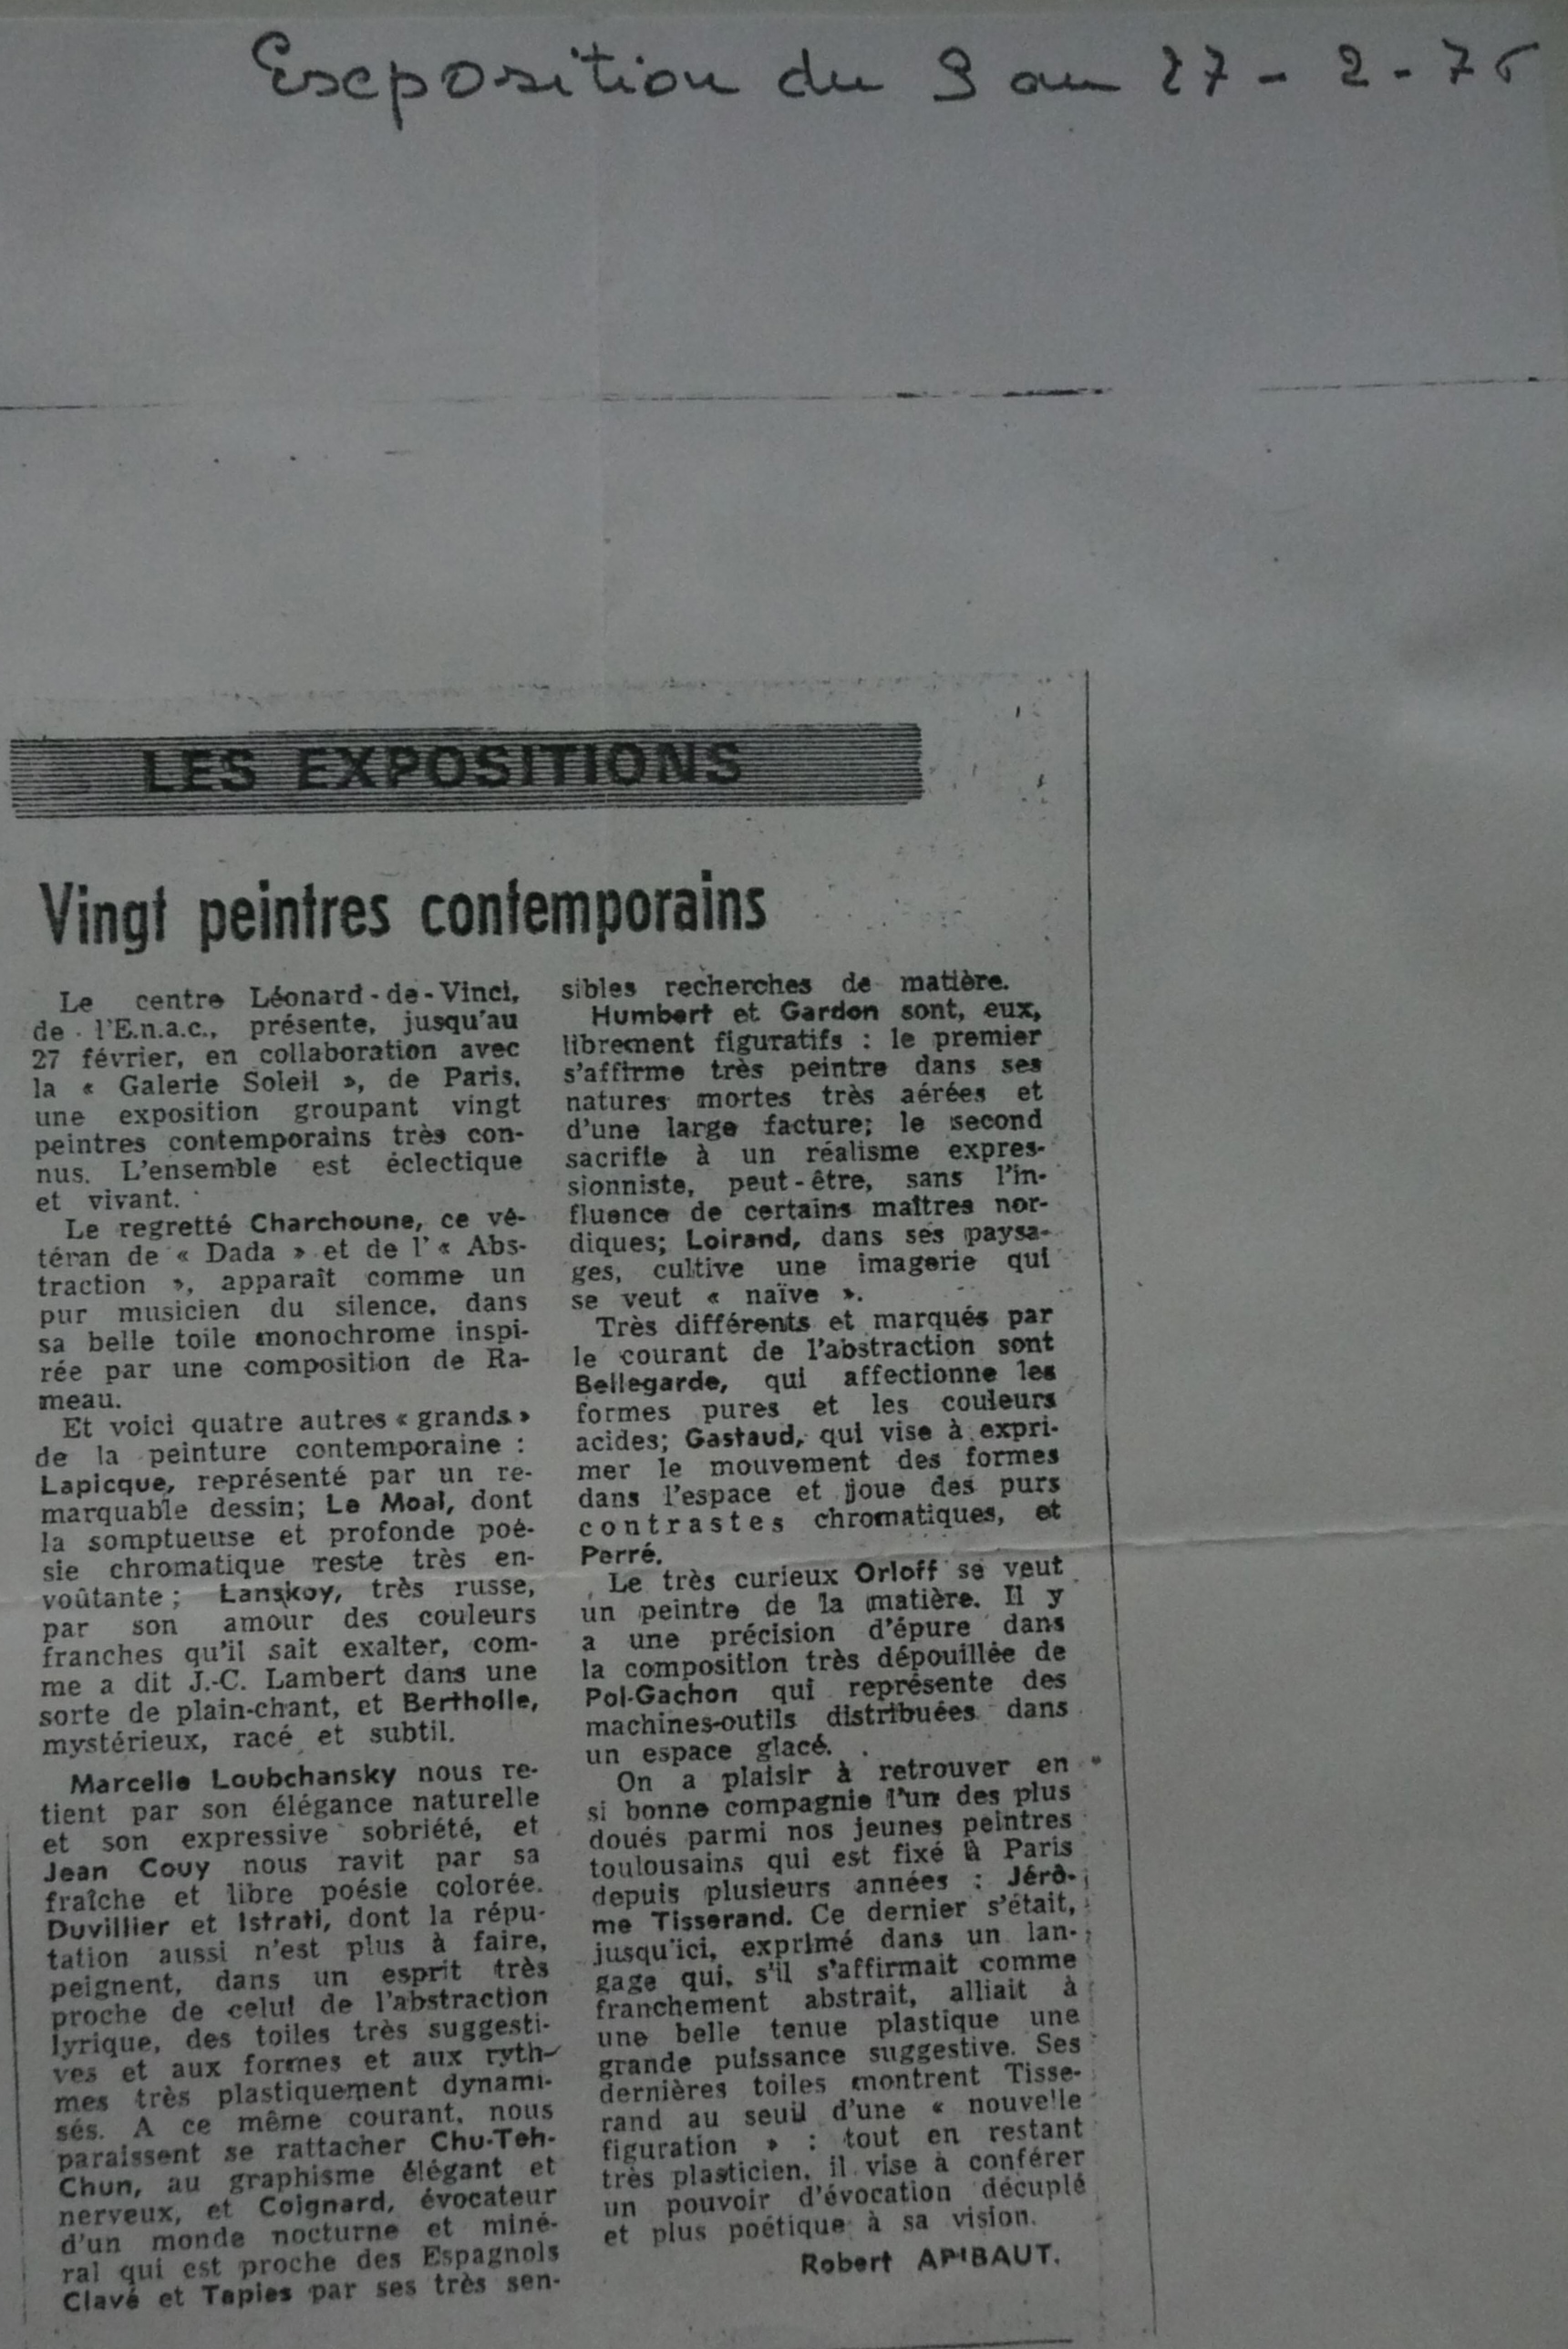 Exposition du 9 au 27-2-76
LES EXPOSITIONS
Vingt peintres contemporains
Le centre Léonard-de-Vinci,
de l'E.n.a.c., présente, jusqu'au
27 février, en collaboration avec
la « Galerie Soleil », de Paris,
une exposition groupant vingt
peintres contemporains très con-
nus. L'ensemble est éclectique
et vivant.
Le regretté Charchoune, ce vé-
téran de « Dada » et de l' « Abs-
traction », apparaît comme un
pur musicien du silence, dans
sa belle toile monochrome inspi-
rée par une composition de Ra-
meau.
Et voici quatre autres « grands »
de la peinture contemporaine :
Lapicque, représenté par un re-
marquable dessin; Le Moal, dont
la somptueuse et profonde poé-
sie chromatique reste très en-
voûtante ; Lanskoy, très russe,
par son amour des couleurs
franches qu'il sait exalter, com-
me a dit J.-C. Lambert dans une
sorte de plain-chant, et Bertholle,
mystérieux, racé et subtil.
Marcelle Loubchansky nous re-
tient par son élégance naturelle
et son expressive sobriété, et
Jean Couy nous ravit par sa
fraîche et libre poésie colorée.
Duvillier et Istrati, dont la répu-
tation aussi n'est plus à faire,
peignent, dans un esprit très
proche de celui de l'abstraction
lyrique, des toiles très suggesti-
ves et aux formes et aux ryth-
mes très plastiquement dynami-
sés. A ce même courant, nous
paraissent se rattacher Chu-Teh-
Chun, au graphisme élégant et
nerveux, et Coignard, évocateur
d'un monde nocturne et miné-
ral qui est proche des Espagnols
Clavé et Tapies par ses très sen-
sibles recherches de matière.
Humbert et Gardon sont, eux,
librement figuratifs : le premier
s'affirme très peintre dans ses
natures mortes très aérées et
d'une large facture; le second
sacrifie à un réalisme expres-
sionniste, peut-être, sans l'in-
fluence de certains maîtres nor-
diques; Loirand, dans ses paysa-
ges, cultive une imagerie qui
se veut « naïve ».
Très différents et marqués par
le courant de l'abstraction sont
Bellegarde, qui affectionne les
formes pures et les couleurs
acides; Gastaud, qui vise à expri-
mer le mouvement des formes
dans l'espace et joue des purs
contrastes chromatiques, et
Perré.
Le très curieux Orloff se veut
un peintre de la matière. Il y
a une précision d'épure dans
la composition très dépouillée de
Pol-Gachon qui représente des
machines-outils distribuées dans
un espace glacé.
On a plaisir à retrouver en
si bonne compagnie l'un des plus
doués parmi nos jeunes peintres
toulousains qui est fixé à Paris
depuis plusieurs années : Jérô-
me Tisserand. Ce dernier s'était,
jusqu'ici, exprimé dans un lan-
gage qui, s'il s'affirmait comme
franchement abstrait, alliait à
une belle tenue plastique une
grande puissance suggestive. Ses
dernières toiles montrent Tisse-
rand au seuil d'une « nouvelle
figuration » : tout en restant
très plasticien, il vise à conférer
un pouvoir d'évocation décuplé
et plus poétique à sa vision.
Robert